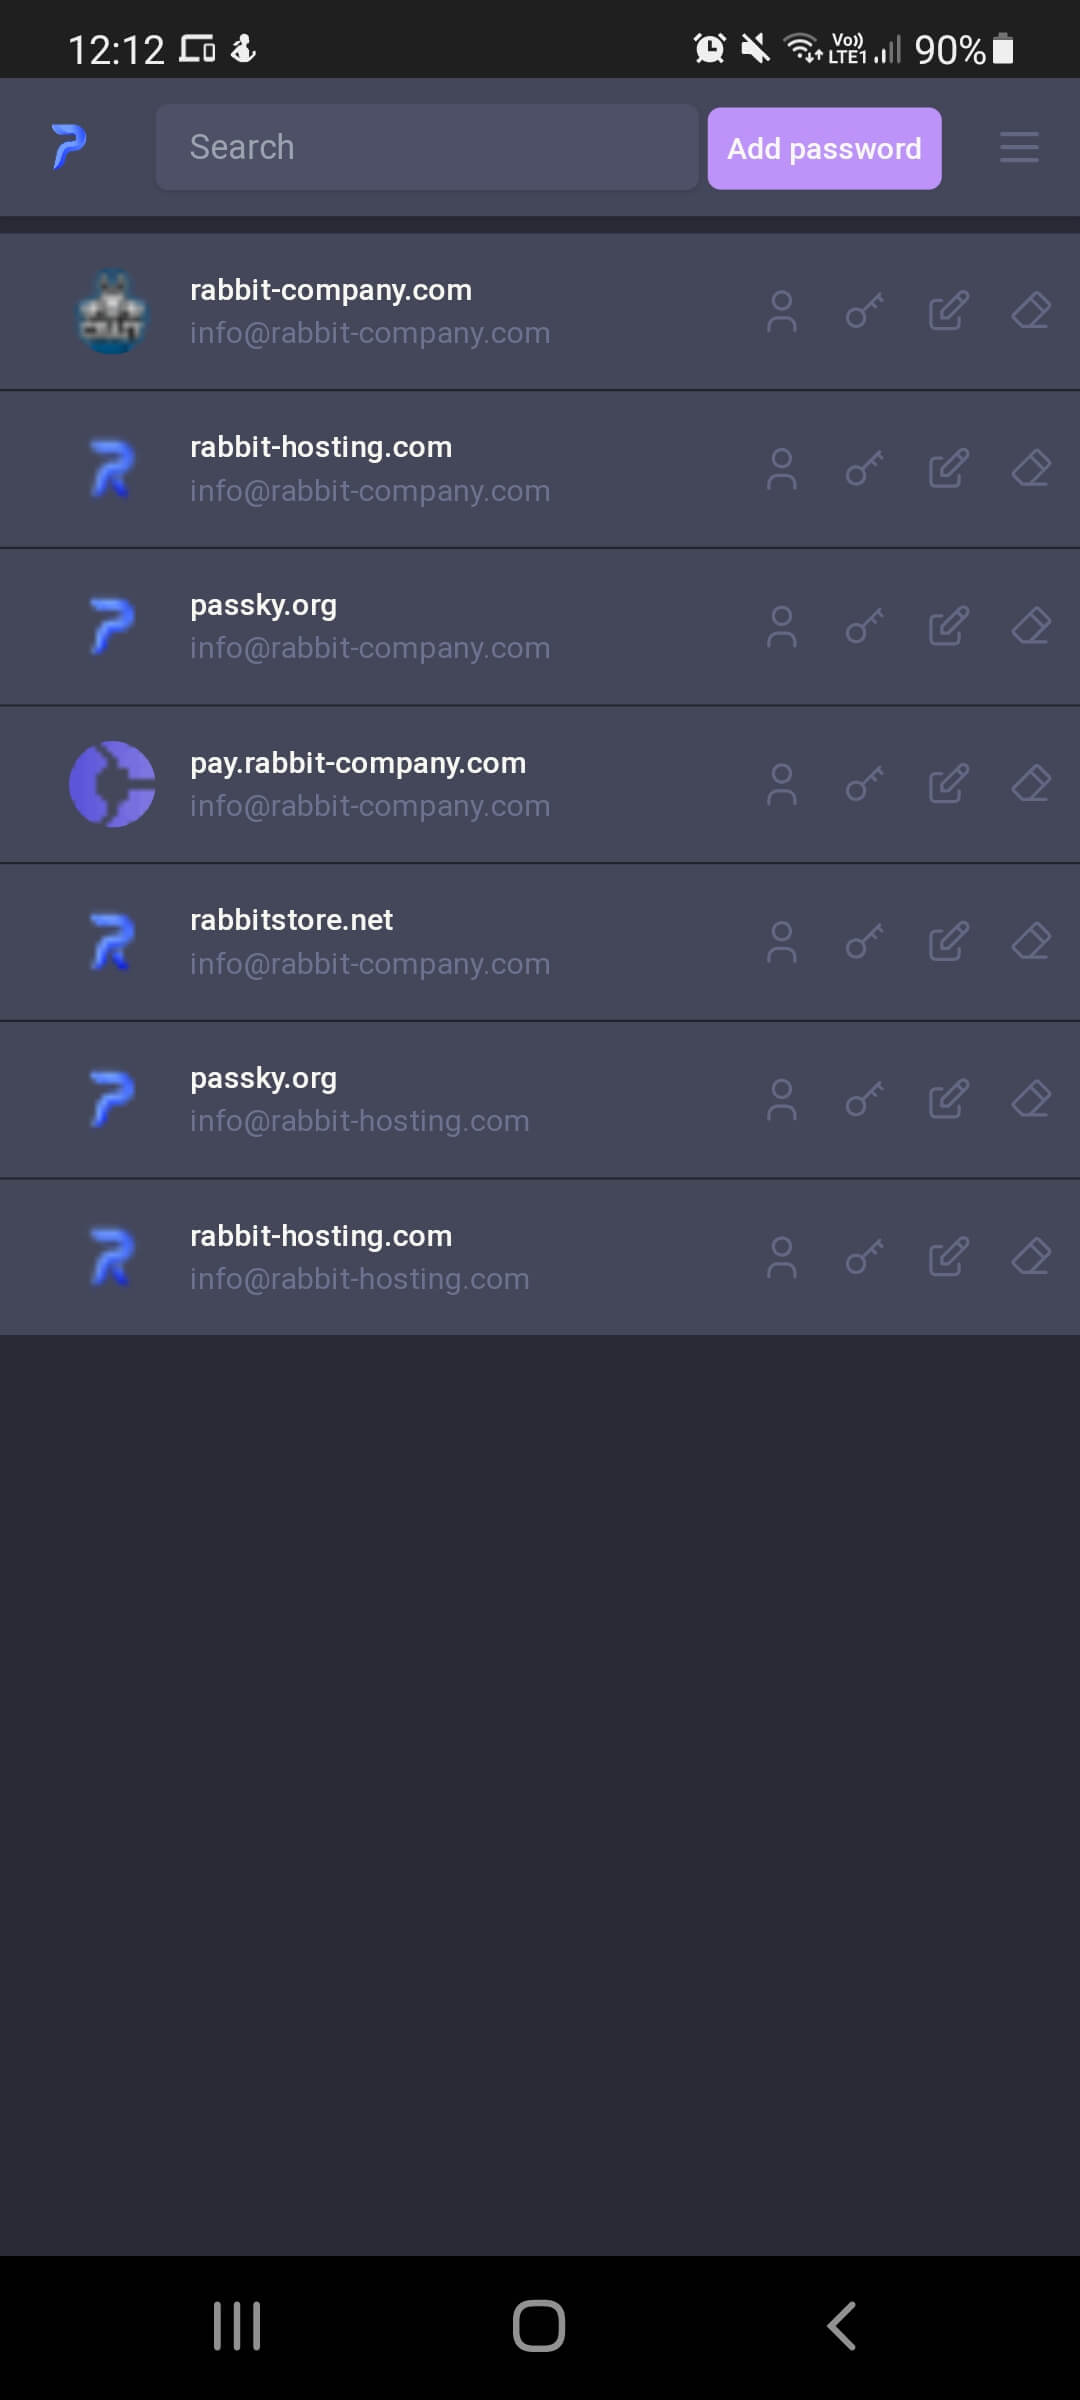 12:12
Vo)) LTE1 90%
Search
Add password
rabbit-company.com
info@rabbit-company.com
rabbit-hosting.com
info@rabbit-company.com
passky.org
info@rabbit-company.com
pay.rabbit-company.com
info@rabbit-company.com
rabbitstore.net
info@rabbit-company.com
passky.org
info@rabbit-hosting.com
rabbit-hosting.com
info@rabbit-hosting.com